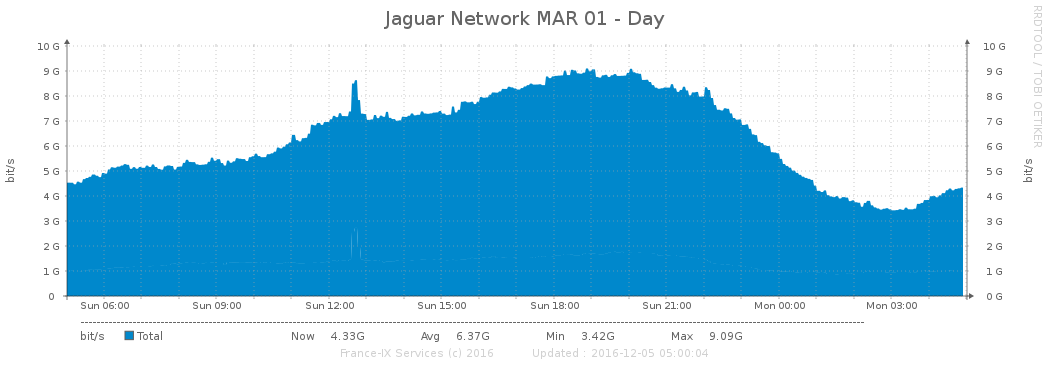 Jaguar Network MAR 01 - Day
RRDTOOL / TOBI OETIKER
10 G 10 G
9 G 9 G
8 G 8 G
7 G 7 G
6 G 6 G
5 G 5 G
4 G 4 G
3 G 3 G
2 G 2 G
1 G 1 G
0 0 G
bit/s
bit/s
Sun 06:00 Sun 09:00 Sun 12:00 Sun 15:00 Sun 18:00 Sun 21:00 Mon 00:00 Mon 03:00
bit/s Total Now 4.33G Avg 6.37G Min 3.42G Max 9.09G
France-IX Services (c) 2016 Updated : 2016-12-05 05:00:04